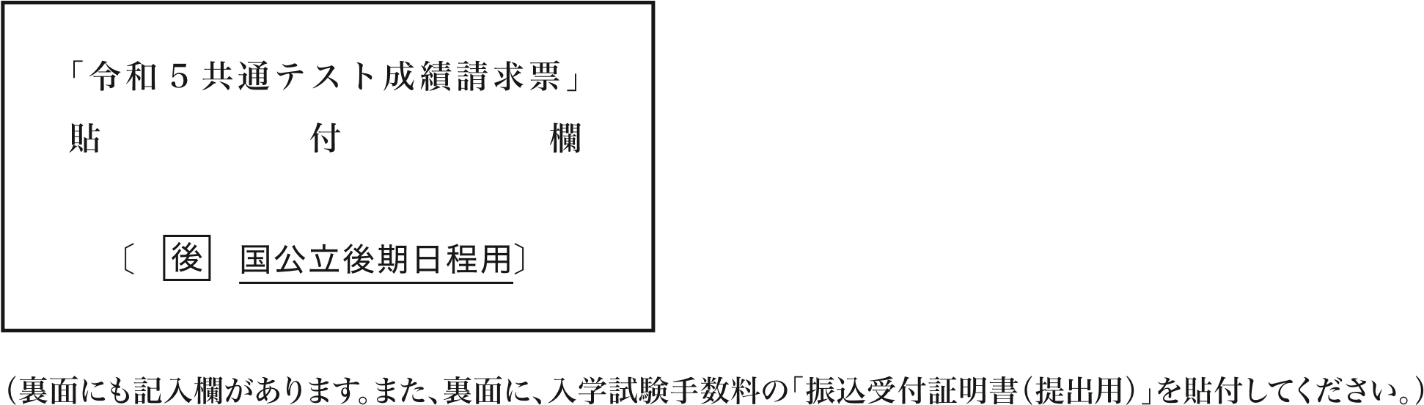 「令和５共通テスト成績請求票」
貼付欄
〔 後 国公立後期日程用〕
（裏面にも記入欄があります。また、裏面に、入学試験手数料の「振込受付証明書（提出用）」を貼付してください。）